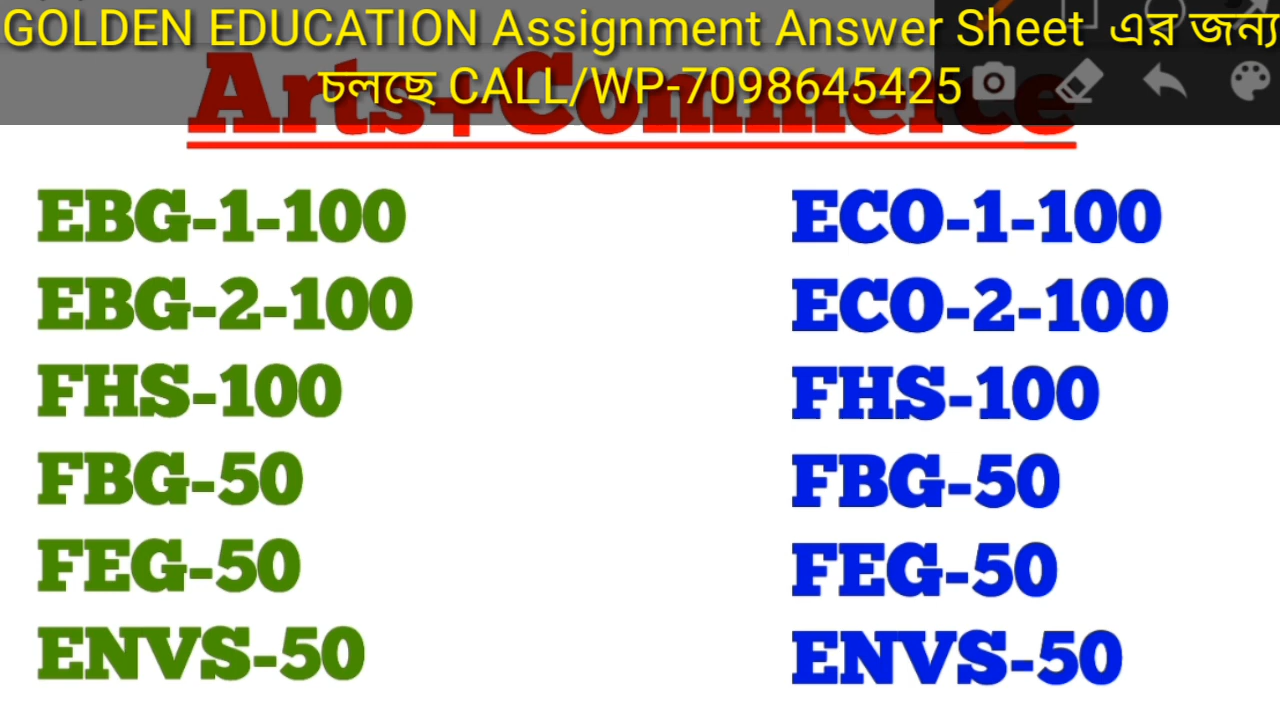 GOLDEN EDUCATION Assignment Answer Sheet এর জন্য
চলছে CALL/WP-7098645425
Arts+Commerce
EBG-1-100
EBG-2-100
FHS-100
FBG-50
FEG-50
ENVS-50
ECO-1-100
ECO-2-100
FHS-100
FBG-50
FEG-50
ENVS-50